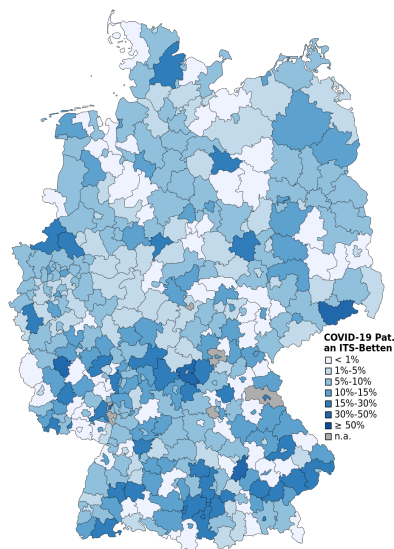 COVID-19 Pat.
an ITS-Betten
< 1%
1%-5%
5%-10%
10%-15%
15%-30%
30%-50%
≥ 50%
n.a.